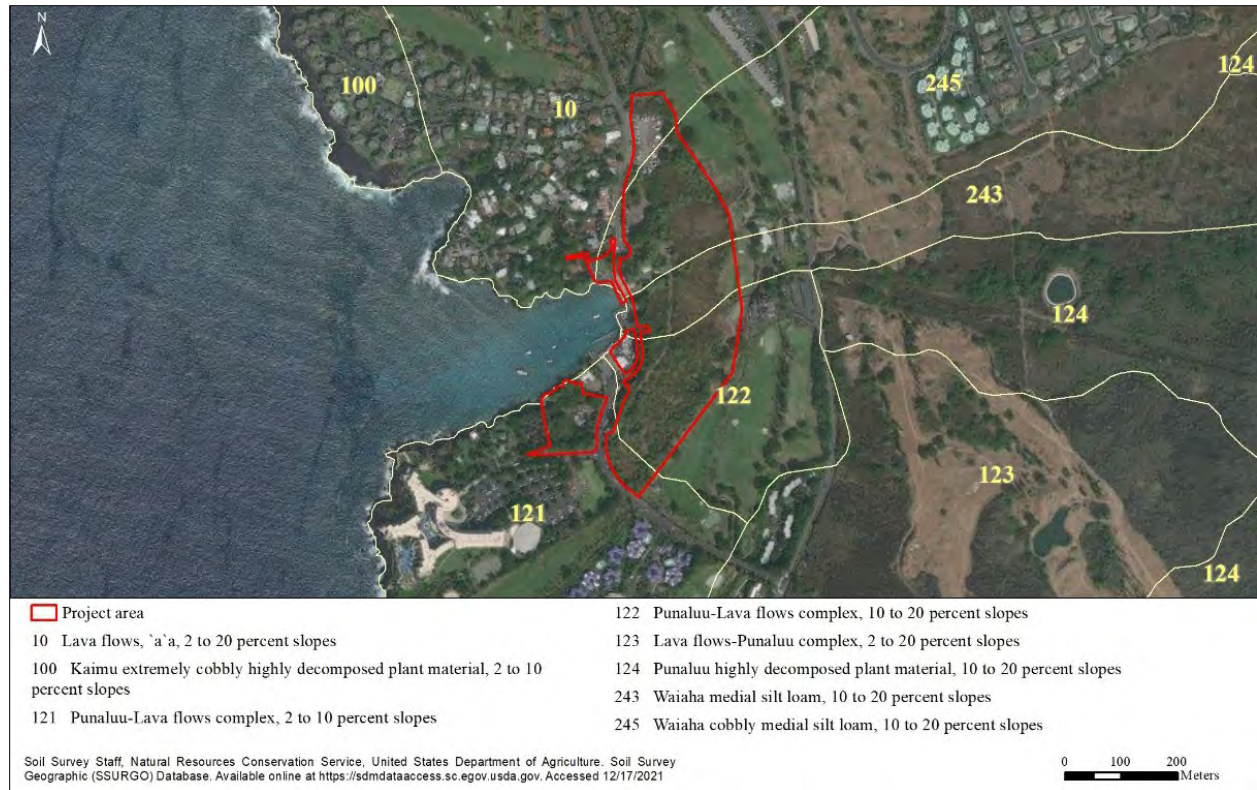 N
100
10
245
124
243
124
122
123
121
124
Project area
10 Lava flows, `a`a, 2 to 20 percent slopes
100 Kaimu extremely cobbly highly decomposed plant material, 2 to 10
percent slopes
121 Punaluu-Lava flows complex, 2 to 10 percent slopes
122 Punaluu-Lava flows complex, 10 to 20 percent slopes
123 Lava flows-Punaluu complex, 2 to 20 percent slopes
124 Punaluu highly decomposed plant material, 10 to 20 percent slopes
243 Waiaha medial silt loam, 10 to 20 percent slopes
245 Waiaha cobbly medial silt loam, 10 to 20 percent slopes
Soil Survey Staff, Natural Resources Conservation Service, United States Department of Agriculture. Soil Survey
Geographic (SSURGO) Database. Available online at https://sdmdataaccess.sc.egov.usda.gov. Accessed 12/17/2021
0 100 200
Meters